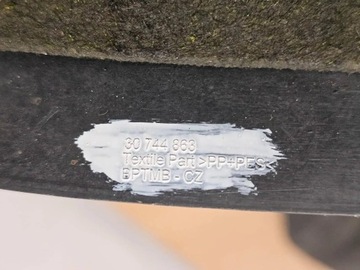 30 744 863
Textile Part >PP+PES<
BPTMB - CZ